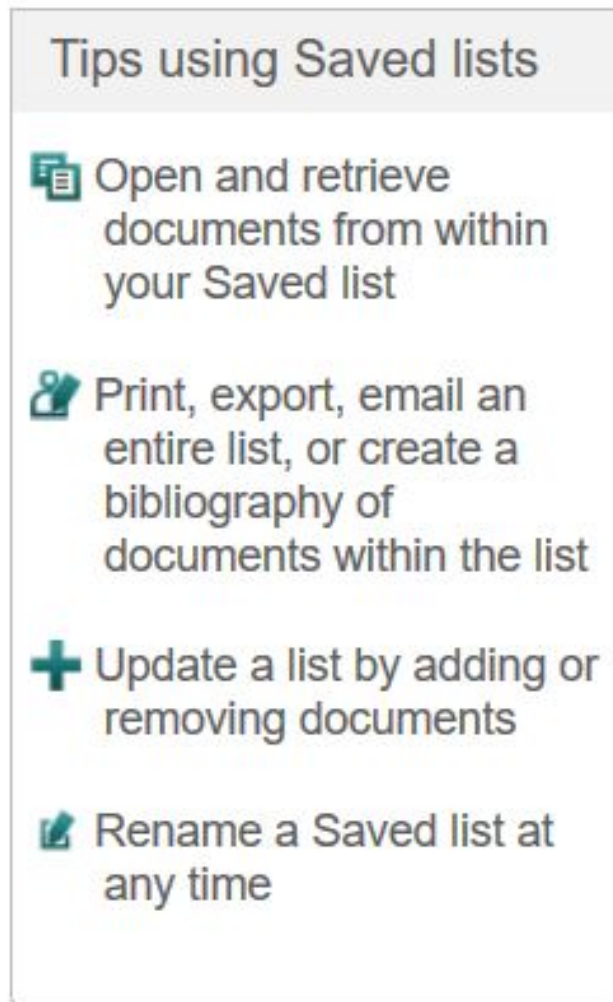 Tips using Saved lists
Open and retrieve
documents from within
your Saved list
Print, export, email an
entire list, or create a
bibliography of
documents within the list
Update a list by adding or
removing documents
Rename a Saved list at
any time